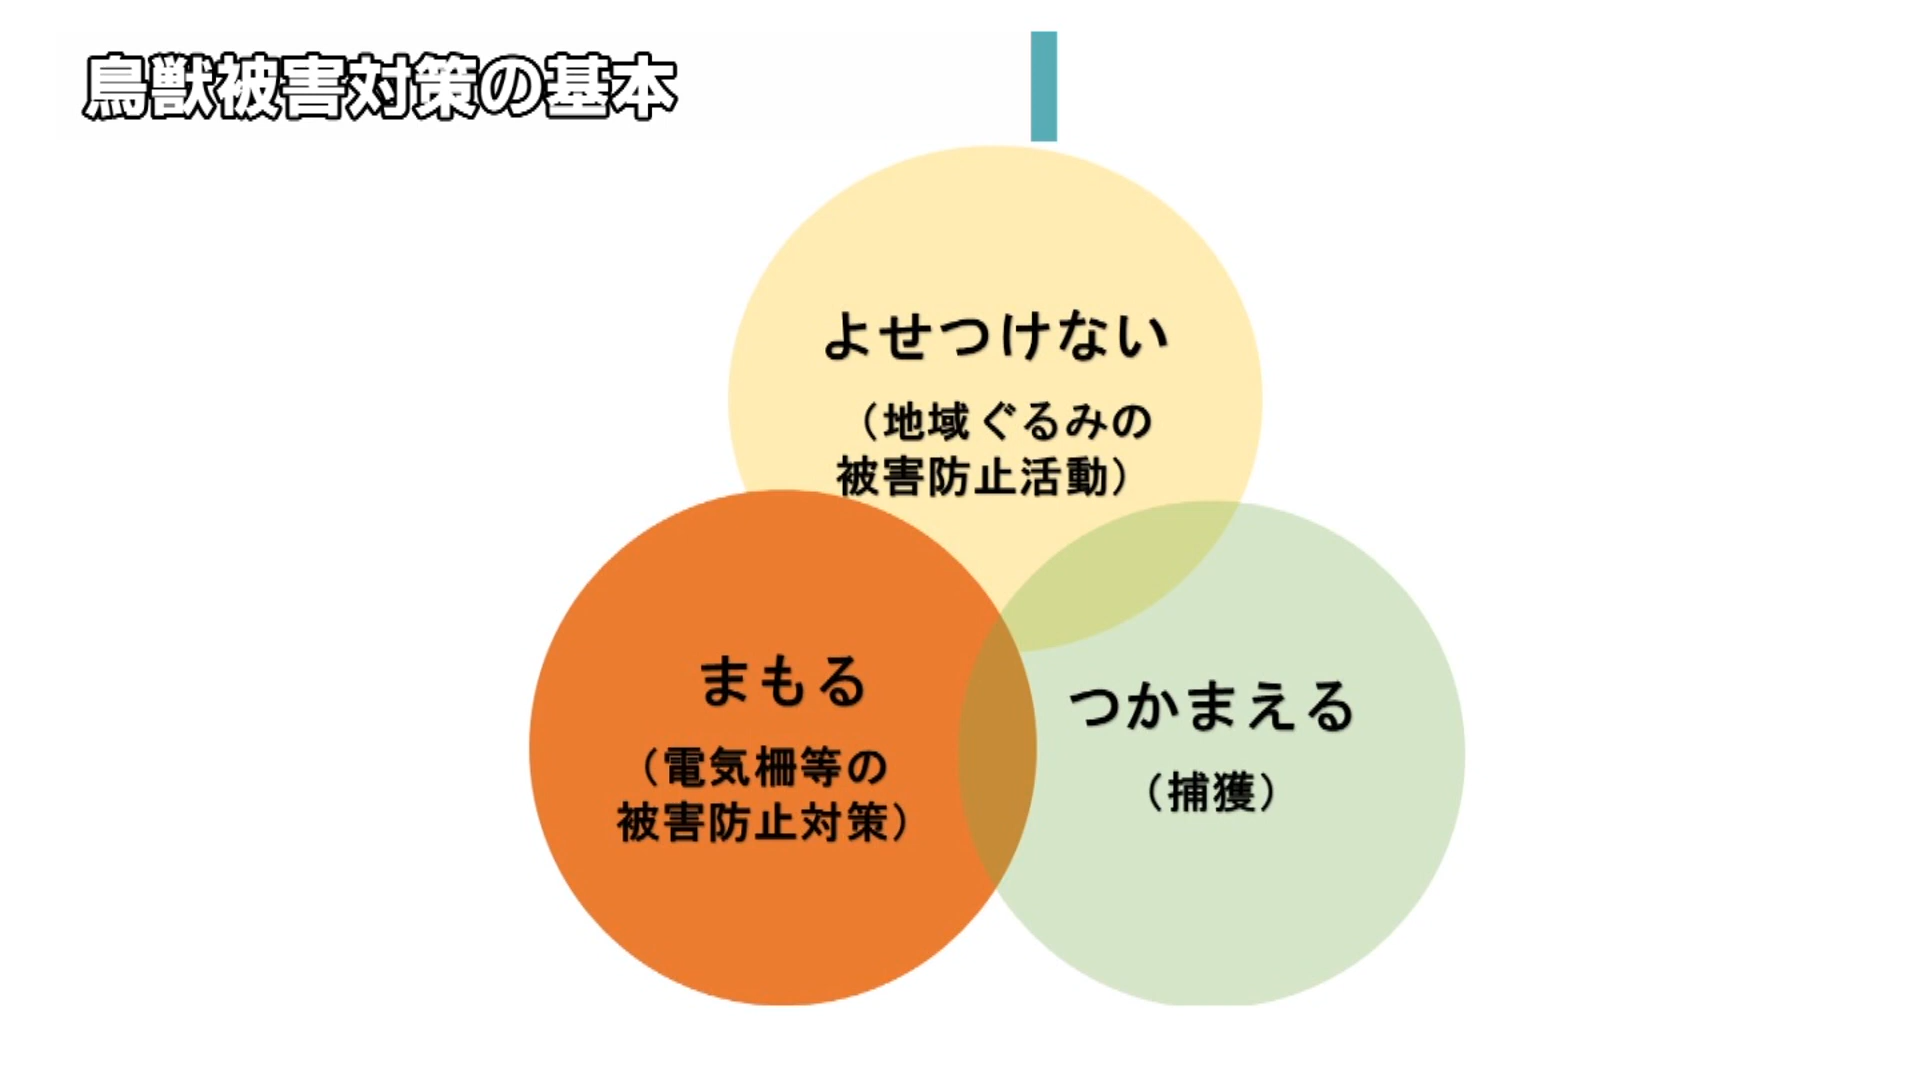 鳥獣被害対策の基本
よせつけない
（地域ぐるみの
被害防止活動）
まもる
（電気柵等の
被害防止対策）
つかまえる
（捕獲）